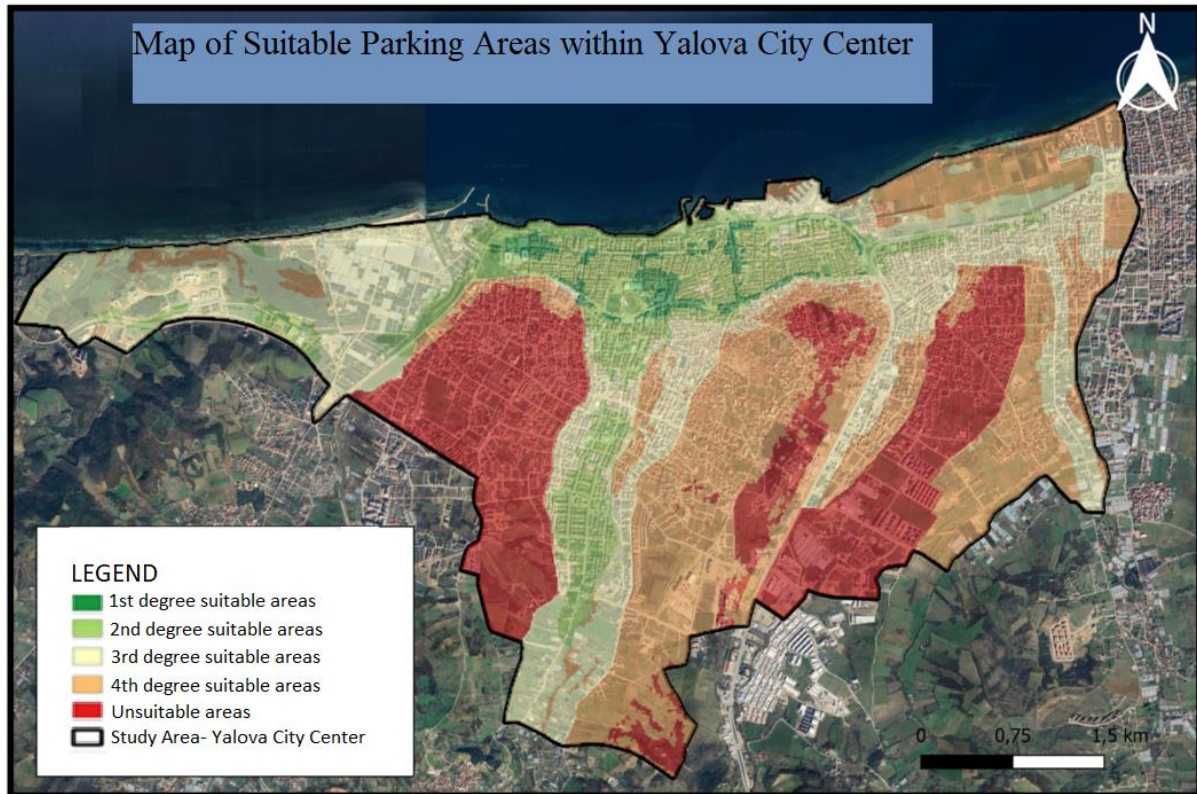 Map of Suitable Parking Areas within Yalova City Center
N
LEGEND
1st degree suitable areas
2nd degree suitable areas
3rd degree suitable areas
4th degree suitable areas
Unsuitable areas
Study Area- Yalova City Center
0 0,75 1,5 km